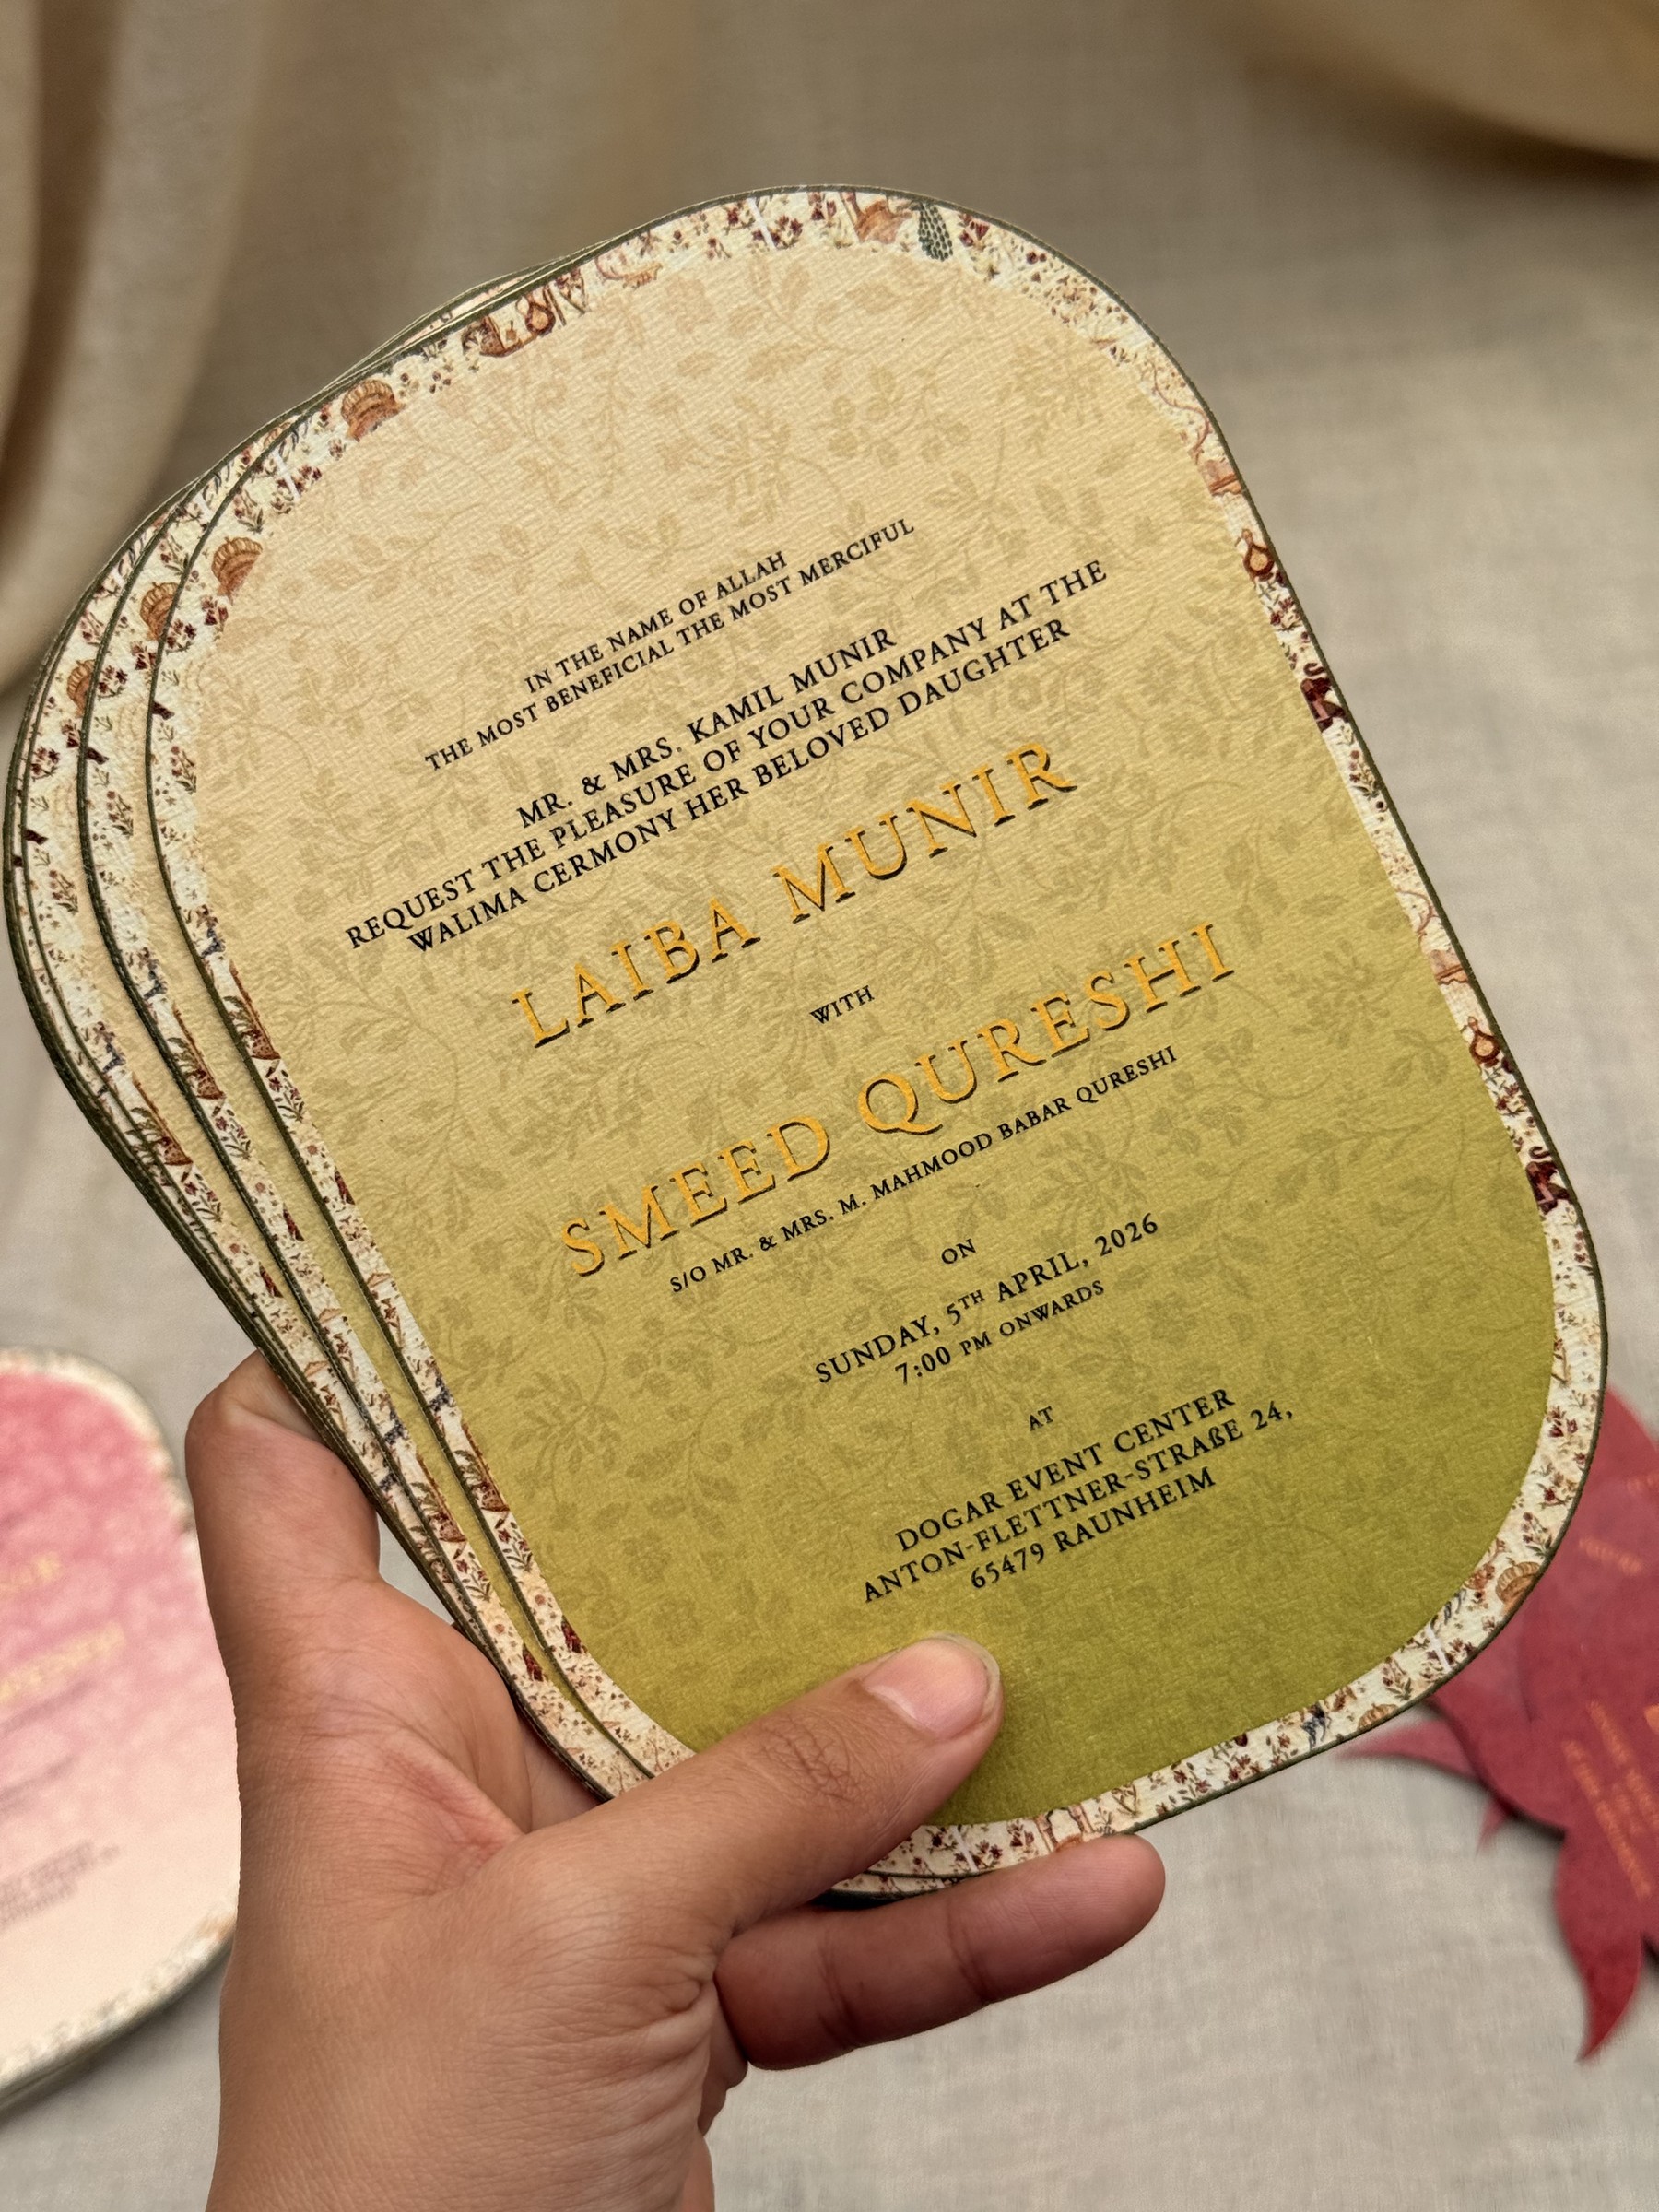 IN THE NAME OF ALLAH
THE MOST BENEFICIAL THE MOST MERCIFUL
MR. & MRS. KAMIL MUNIR
REQUEST THE PLEASURE OF YOUR COMPANY AT THE
WALIMA CERMONY HER BELOVED DAUGHTER
LAIBA MUNIR
WITH
SMEED QURESHI
S/O MR. & MRS. M. MAHMOOD BABAR QURESHI
ON
SUNDAY, 5TH APRIL, 2026
7:00 PM ONWARDS
AT
DOGAR EVENT CENTER
ANTON-FLETTNER-STRAßE 24,
65479 RAUNHEIM